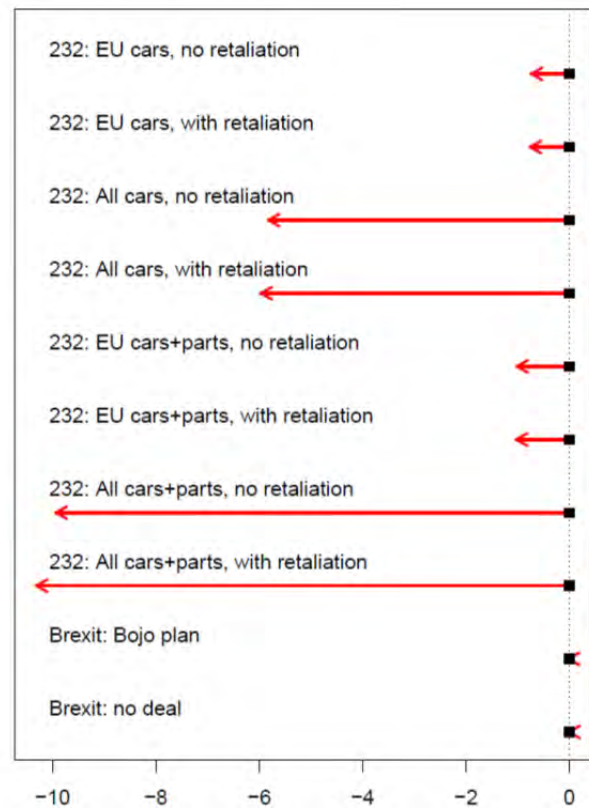 232: EU cars, no retaliation
232: EU cars, with retaliation
232: All cars, no retaliation
232: All cars, with retaliation
232: EU cars+parts, no retaliation
232: EU cars+parts, with retaliation
232: All cars+parts, no retaliation
232: All cars+parts, with retaliation
Brexit: Bojo plan
Brexit: no deal
−10 −8 −6 −4 −2 0